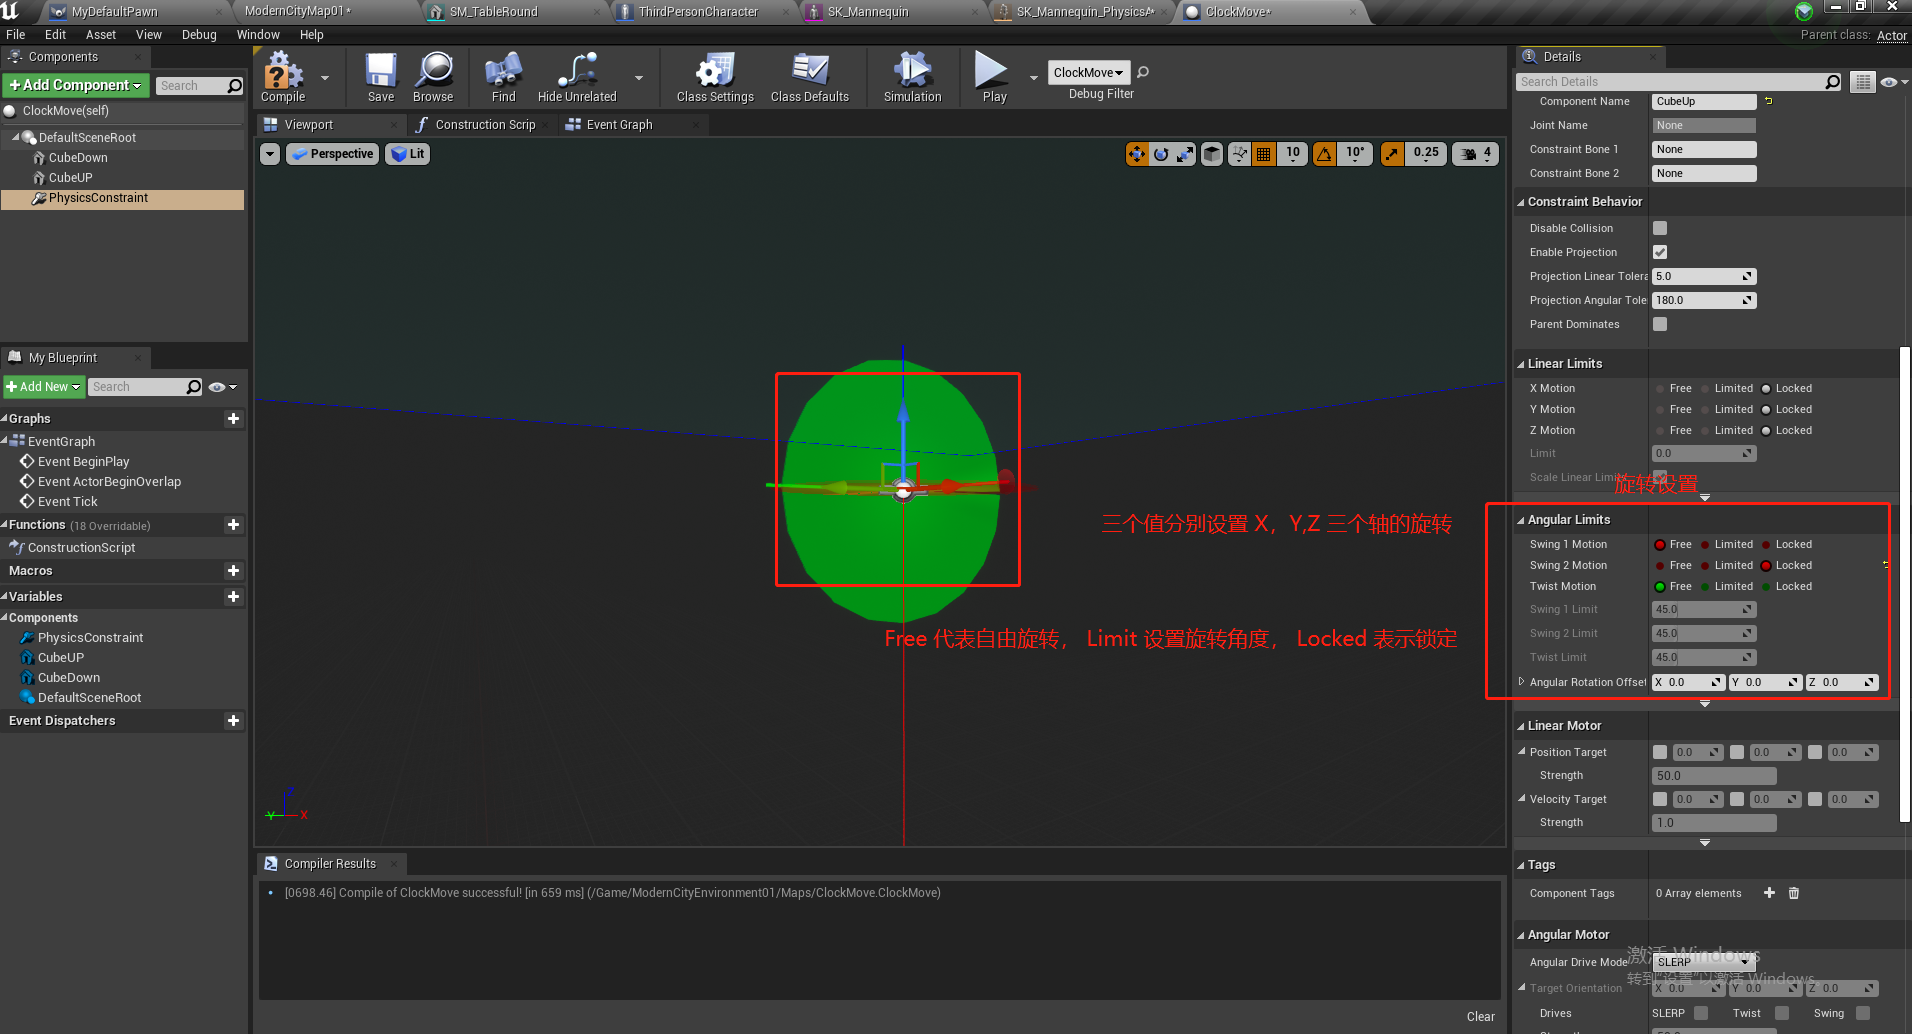 MyDefaultPawn
ModernCityMap01*
SM_TableRound
ThirdPersonCharacter
SK_Mannequin
SK_Mannequin_PhysicsA*
ClockMove*
File Edit Asset View Debug Window Help
Parent class: Actor
Components
+Add Component
Search
ClockMove(self)
DefaultSceneRoot
CubeDown
CubeUP
PhysicsConstraint
Compile
Save
Browse
Find
Hide Unrelated
Class Settings
Class Defaults
Simulation
Play
ClockMove
Debug Filter
Viewport
Construction Scrip
Event Graph
Perspective
Lit
10
10°
0.25
4
My Blueprint
+Add New
Search
Graphs
EventGraph
Event BeginPlay
Event ActorBeginOverlap
Event Tick
Functions (18 Overridable)
ConstructionScript
Macros
Variables
Components
PhysicsConstraint
CubeUP
CubeDown
DefaultSceneRoot
Event Dispatchers
三个值分别设置 X，Y,Z 三个轴的旋转
Free 代表自由旋转， Limit 设置旋转角度， Locked 表示锁定
Z
Y X
Compiler Results
[0698.46] Compile of ClockMove successful! [in 659 ms] (/Game/ModernCityEnvironment01/Maps/ClockMove.ClockMove)
Clear
Details
Search Details
Component Name CubeUp
Joint Name None
Constraint Bone 1 None
Constraint Bone 2 None
Constraint Behavior
Disable Collision
Enable Projection
Projection Linear Tolera 5.0
Projection Angular Tole 180.0
Parent Dominates
Linear Limits
X Motion Free Limited Locked
Y Motion Free Limited Locked
Z Motion Free Limited Locked
Limit 0.0
Scale Linear Limit
旋转设置
Angular Limits
Swing 1 Motion Free Limited Locked
Swing 2 Motion Free Limited Locked
Twist Motion Free Limited Locked
Swing 1 Limit 45.0
Swing 2 Limit 45.0
Twist Limit 45.0
Angular Rotation Offset X 0.0 Y 0.0 Z 0.0
Linear Motor
Position Target 0.0 0.0 0.0
Strength 50.0
Velocity Target 0.0 0.0 0.0
Strength 1.0
Tags
Component Tags 0 Array elements
Angular Motor
激活 Windows
Angular Drive Mode SLERP
转到"设置"以激活 Windows。
Target Orientation X 0.0 Y 0.0 Z 0.0
Drives SLERP Twist Swing